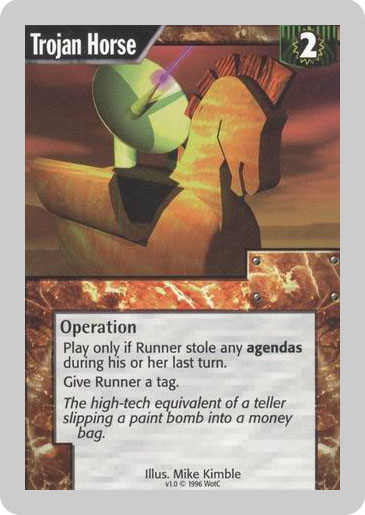 Trojan Horse
2
Operation
Play only if Runner stole any agendas
during his or her last turn.
Give Runner a tag.
The high-tech equivalent of a teller
slipping a paint bomb into a money
bag.
Illus. Mike Kimble
v1.0 © 1996 WotC